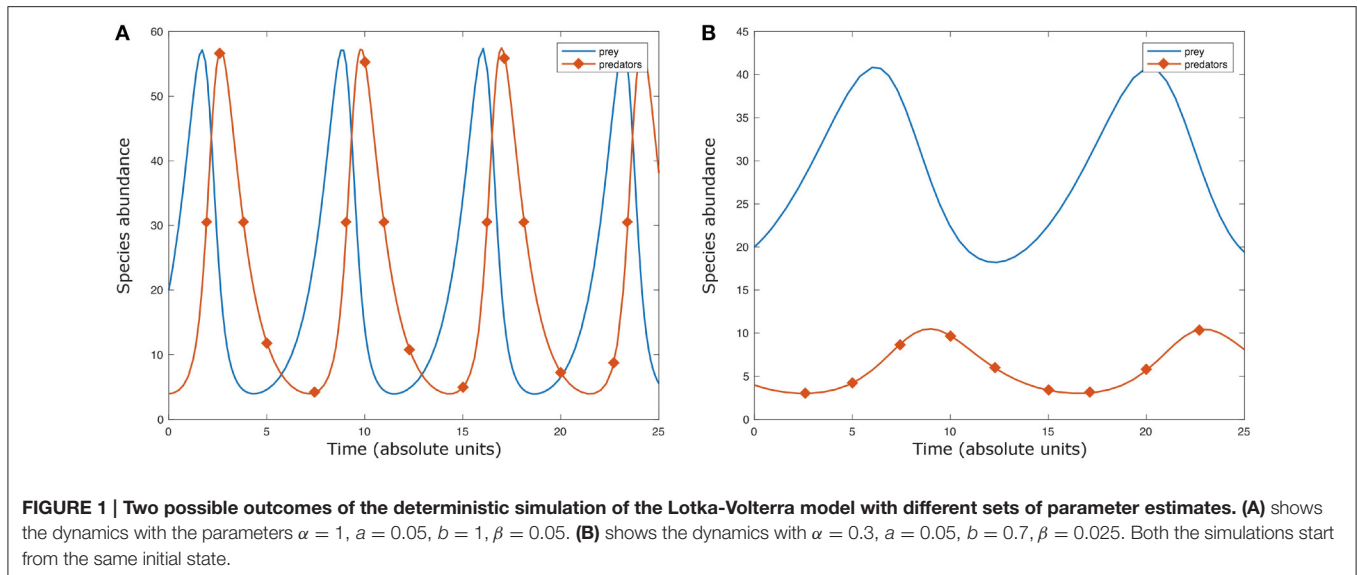 A
60
50
40
30
20
10
0
Species abundance
prey
predators
0 5 10 15 20 25
Time (absolute units)
B
45
40
35
30
25
20
15
10
5
0
Species abundance
prey
predators
0 5 10 15 20 25
Time (absolute units)
FIGURE 1 | Two possible outcomes of the deterministic simulation of the Lotka-Volterra model with different sets of parameter estimates. (A) shows
the dynamics with the parameters α = 1, a = 0.05, b = 1, β = 0.05. (B) shows the dynamics with α = 0.3, a = 0.05, b = 0.7, β = 0.025. Both the simulations start
from the same initial state.